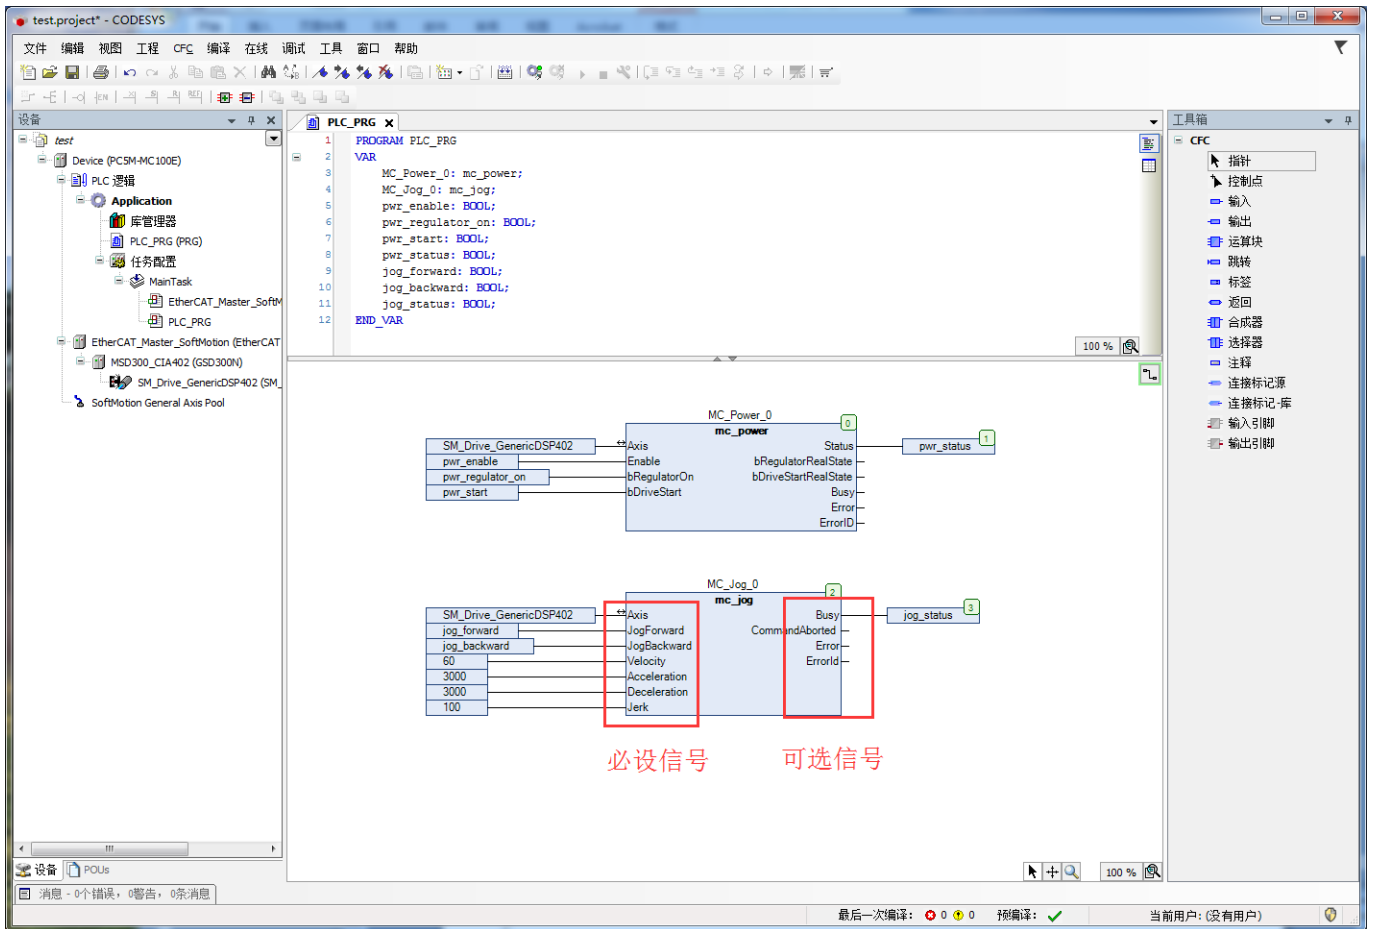 test.project* - CODESYS
文件 编辑 视图 工程 CFC 编译 在线 调试 工具 窗口 帮助
设备
test
Device (PC5M-MC100E)
PLC 逻辑
Application
库管理器
PLC_PRG (PRG)
任务配置
MainTask
EtherCAT_Master_SoftM
PLC_PRG
EtherCAT_Master_SoftMotion (EtherCAT
MSD300_CIA402 (GSD300N)
SM_Drive_GenericDSP402 (SM_
SoftMotion General Axis Pool
设备 POUs
消息 - 0个错误, 0警告, 0条消息
PLC_PRG
1 PROGRAM PLC_PRG
2 VAR
3 MC_Power_0: mc_power;
4 MC_Jog_0: mc_jog;
5 pwr_enable: BOOL;
6 pwr_regulator_on: BOOL;
7 pwr_start: BOOL;
8 pwr_status: BOOL;
9 jog_forward: BOOL;
10 jog_backward: BOOL;
11 jog_status: BOOL;
12 END_VAR
100 %
MC_Power_0
mc_power 0
SM_Drive_GenericDSP402 Axis Status pwr_status 1
pwr_enable Enable bRegulatorRealState
pwr_regulator_on bRegulatorOn bDriveStartRealState
pwr_start bDriveStart Busy
Error
ErrorID
MC_Jog_0
mc_jog 2
SM_Drive_GenericDSP402 Axis Busy jog_status 3
jog_forward JogForward CommandAborted
jog_backward JogBackward Error
60 Velocity ErrorId
3000 Acceleration
3000 Deceleration
100 Jerk
必设信号 可选信号
100 %
工具箱
CFC
指针
控制点
输入
输出
运算块
跳转
标签
返回
合成器
选择器
注释
连接标记源
连接标记-库
输入引脚
输出引脚
最后一次编译: 0 0 预编译: 当前用户: (没有用户)